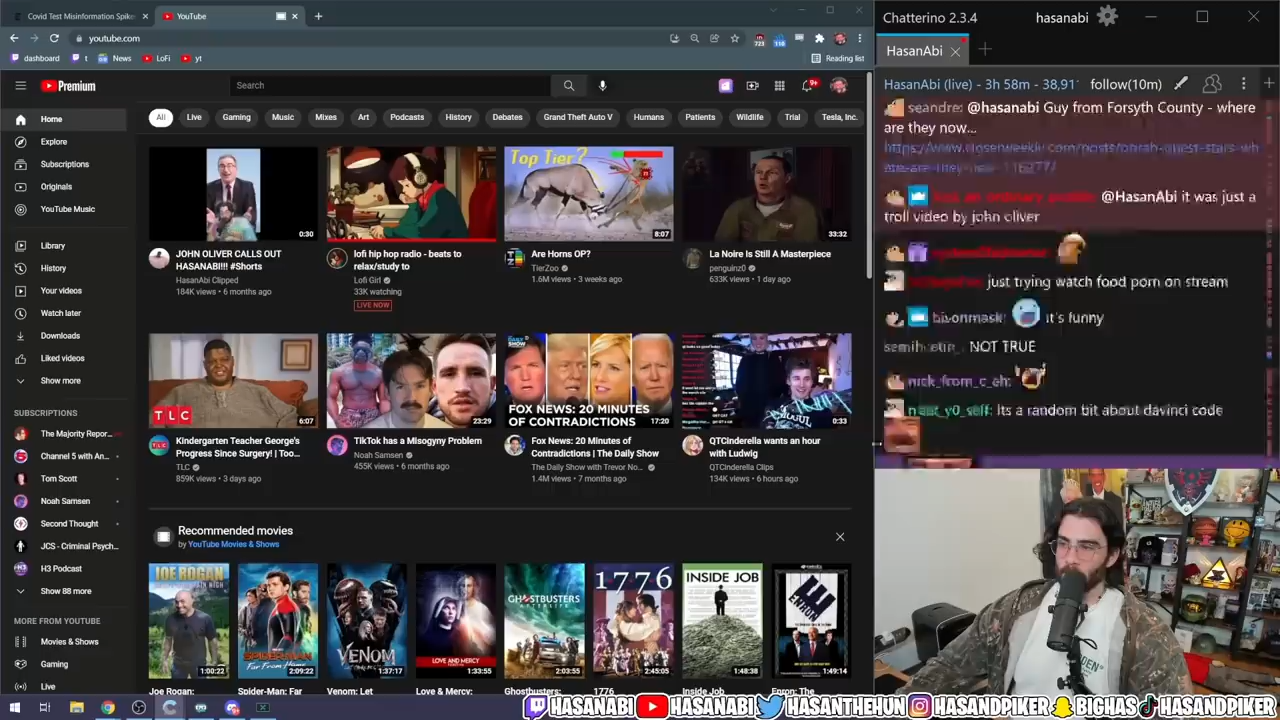 Covid Test Misinformation Spike
YouTube
youtube.com
723
110
dashboard
t
News
LoFi
yt
Reading list
Premium
Search
9+
Home
Explore
Subscriptions
Originals
YouTube Music
Library
History
Your videos
Watch later
Downloads
Liked videos
Show more
SUBSCRIPTIONS
The Majority Repor...
Channel 5 with An...
Tom Scott
Noah Samsen
Second Thought
JCS - Criminal Psych...
H3 Podcast
Show 88 more
MORE FROM YOUTUBE
Movies & Shows
Gaming
Live
All
Live
Gaming
Music
Mixes
Art
Podcasts
History
Debates
Grand Theft Auto V
Humans
Patients
Wildlife
Trial
Tesla, Inc.
0:30
JOHN OLIVER CALLS OUT
HASANABI!!! #Shorts
HasanAbi Clipped
184K views • 6 months ago
lofi hip hop radio - beats to
relax/study to
Lofi Girl
33K watching
LIVE NOW
Top Tier?
8:07
Are Horns OP?
TierZoo
1.6M views • 3 weeks ago
33:32
La Noire Is Still A Masterpiece
penguinz0
633K views • 1 day ago
TLC
6:07
Kindergarten Teacher George's
Progress Since Surgery! | Too...
TLC
859K views • 3 days ago
23:29
TikTok has a Misogyny Problem
Noah Samsen
455K views • 6 months ago
FOX NEWS: 20 MINUTES
OF CONTRADICTIONS
17:20
Fox News: 20 Minutes of
Contradictions | The Daily Show
The Daily Show with Trevor No...
1.4M views • 7 months ago
0:33
QTCinderella wants an hour
with Ludwig
QTCinderella Clips
134K views • 6 hours ago
Recommended movies
by YouTube Movies & Shows
JOE ROGAN
1:00:22
Joe Rogan:
SPIDER-MAN
FAR FROM HOME
2:09:22
Spider-Man: Far
VENOM
1:37:17
Venom: Let
LOVE AND MERCY
1:33:55
Love & Mercy:
GHOSTBUSTERS
AFTERLIFE
2:03:55
Ghostbusters:
1776
2:45:05
1776
INSIDE JOB
1:48:38
Inside Job
1:49:14
Enron: The
Chatterino 2.3.4
hasanabi
HasanAbi
HasanAbi (live) - 3h 58m - 38,91
follow(10m)
seandre: @hasanabi Guy from Forsyth County - where
are they now...
@HasanAbi it was just a
troll video by john oliver
just trying watch food porn on stream
it's funny
NOT TRUE
Its a random bit about davinci code
HASANABI
HASANABI
HASANTHEHUN
HASANDPIKER
BIGHAS
HASANDPIKER